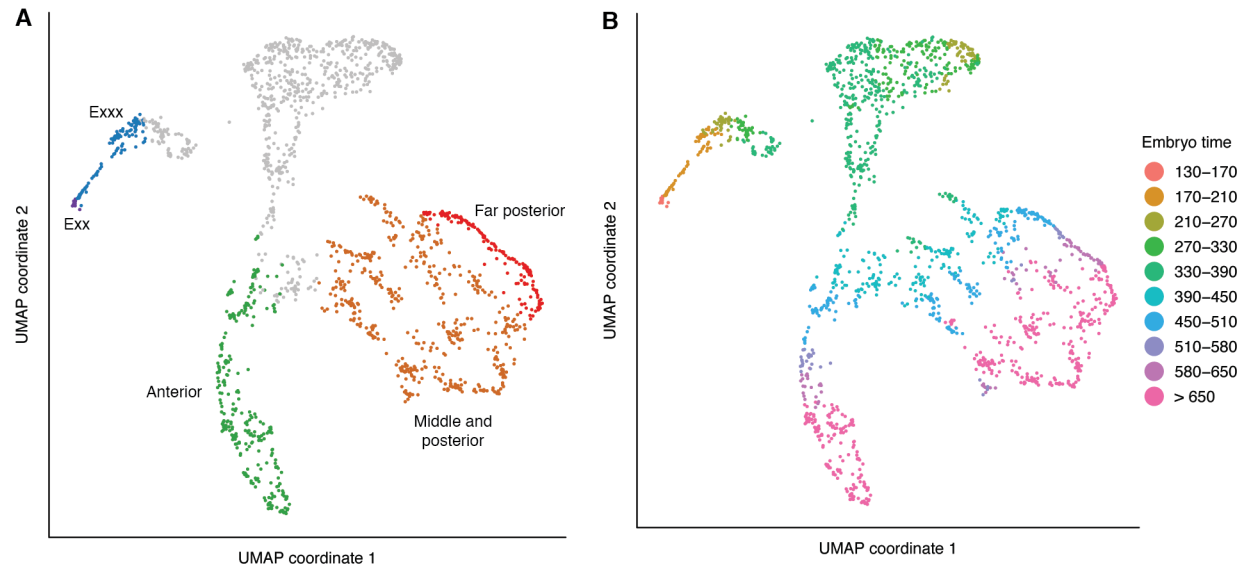 A
Exxx
Exx
Far posterior
Anterior
Middle and
posterior
UMAP coordinate 2
UMAP coordinate 1
B
UMAP coordinate 2
UMAP coordinate 1
Embryo time
130–170
170–210
210–270
270–330
330–390
390–450
450–510
510–580
580–650
> 650